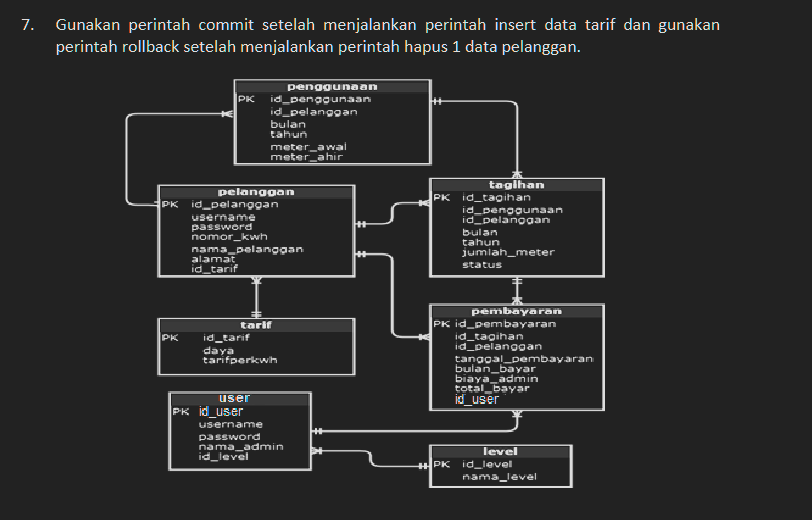 7. Gunakan perintah commit setelah menjalankan perintah insert data tarif dan gunakan
perintah rollback setelah menjalankan perintah hapus 1 data pelanggan.
penggunaan
PK id_penggunaan
id_pelanggan
bulan
tahun
meter_awal
meter_ahir
pelanggan
PK id_pelanggan
username
password
nomor_kwh
nama_pelanggan
alamat
id_tarif
tagihan
PK id_tagihan
id_penggunaan
id_pelanggan
bulan
tahun
jumlah_meter
status
tarif
PK id_tarif
daya
tarifperkwh
pembayaran
PK id_pembayaran
id_tagihan
id_pelanggan
tanggal_pembayaran
bulan_bayar
biaya_admin
total_bayar
id_user
user
PK id_user
username
password
nama_admin
id_level
level
PK id_level
nama_level